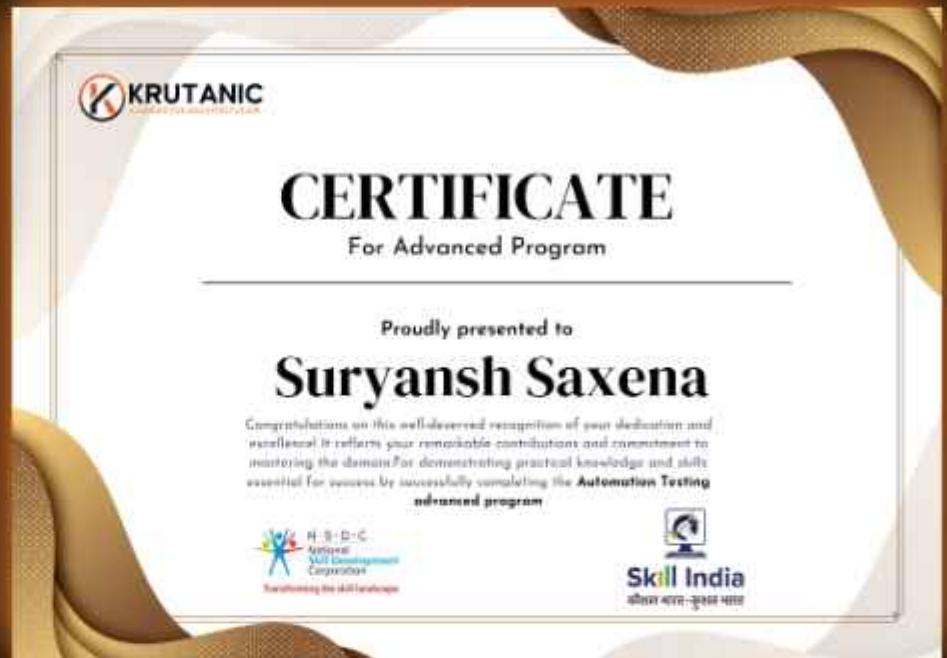 KRUTANIC
CERTIFICATE
For Advanced Program
Proudly presented to
Suryansh Saxena
Congratulations on this well-deserved recognition of your dedication and
excellence! It reflects your remarkable contributions and commitment to
mastering the domain.For demonstrating practical knowledge and skills
essential for success by successfully completing the Automation Testing
advanced program
N·S·D·C
National
Skill Development
Corporation
Transforming the skill landscape
Skill India
कौशल भारत-कुशल भारत